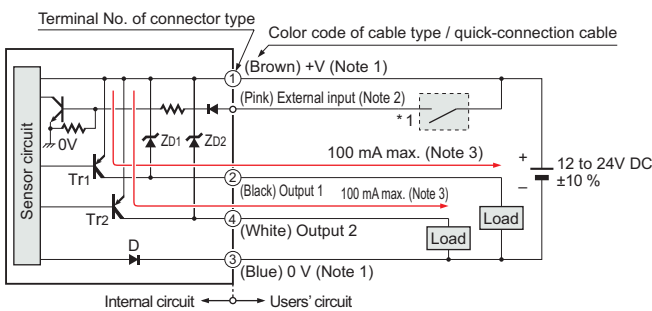 Terminal No. of connector type
Color code of cable type / quick-connection cable
1
(Brown) +V (Note 1)
(Pink) External input (Note 2)
* 1
0V
ZD1
ZD2
Sensor circuit
100 mA max. (Note 3)
+
12 to 24V DC
–
±10 %
Tr1
2
(Black) Output 1
100 mA max. (Note 3)
Tr2
4
(White) Output 2
Load
Load
D
3
(Blue) 0 V (Note 1)
Internal circuit
Users' circuit